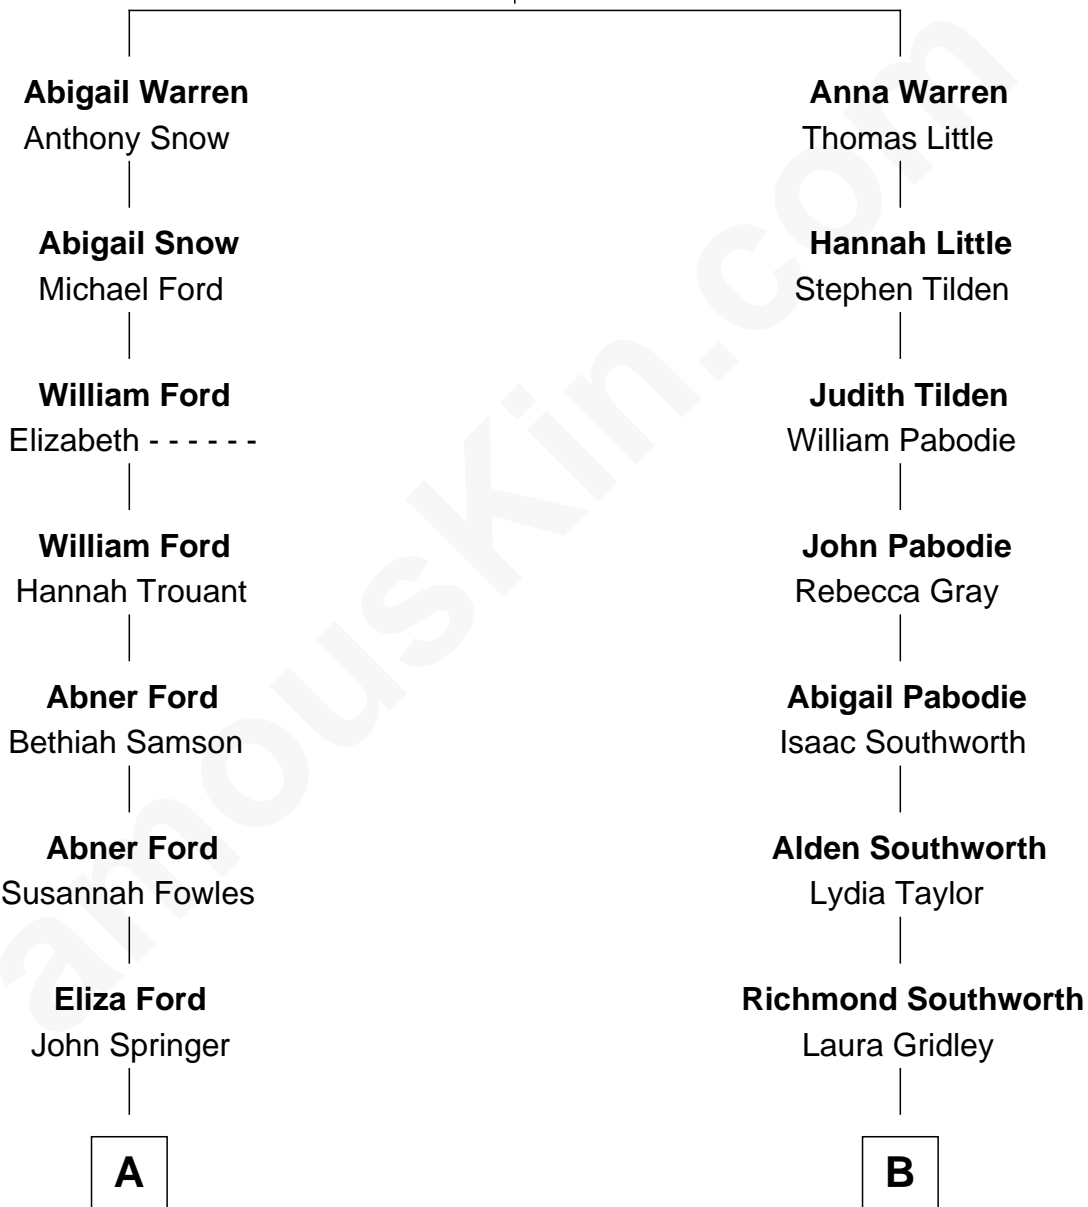 Abigail Warren
Anthony Snow
Abigail Snow
Michael Ford
William Ford
Elizabeth - - - - - -
William Ford
Hannah Trouant
Abner Ford
Bethiah Samson
Abner Ford
Susannah Fowles
Eliza Ford
John Springer
A
Anna Warren
Thomas Little
Hannah Little
Stephen Tilden
Judith Tilden
William Pabodie
John Pabodie
Rebecca Gray
Abigail Pabodie
Isaac Southworth
Alden Southworth
Lydia Taylor
Richmond Southworth
Laura Gridley
B
amouskin.com